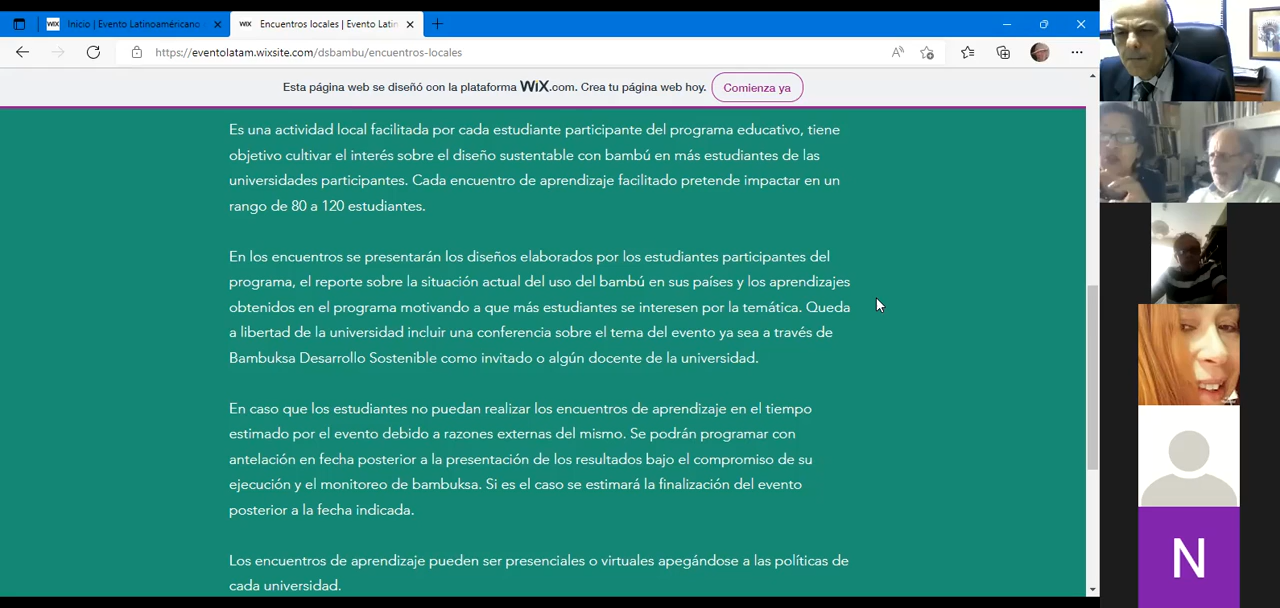 Inicio | Evento Latinoaméricano
Encuentros locales | Evento Latin
https://eventolatam.wixsite.com/dsbambu/encuentros-locales
Esta página web se diseñó con la plataforma WiX.com. Crea tu página web hoy. Comienza ya
Es una actividad local facilitada por cada estudiante participante del programa educativo, tiene
objetivo cultivar el interés sobre el diseño sustentable con bambú en más estudiantes de las
universidades participantes. Cada encuentro de aprendizaje facilitado pretende impactar en un
rango de 80 a 120 estudiantes.
En los encuentros se presentarán los diseños elaborados por los estudiantes participantes del
programa, el reporte sobre la situación actual del uso del bambú en sus países y los aprendizajes
obtenidos en el programa motivando a que más estudiantes se interesen por la temática. Queda
a libertad de la universidad incluir una conferencia sobre el tema del evento ya sea a través de
Bambuksa Desarrollo Sostenible como invitado o algún docente de la universidad.
En caso que los estudiantes no puedan realizar los encuentros de aprendizaje en el tiempo
estimado por el evento debido a razones externas del mismo. Se podrán programar con
antelación en fecha posterior a la presentación de los resultados bajo el compromiso de su
ejecución y el monitoreo de bambuksa. Si es el caso se estimará la finalización del evento
posterior a la fecha indicada.
Los encuentros de aprendizaje pueden ser presenciales o virtuales apegándose a las políticas de
cada universidad.
N